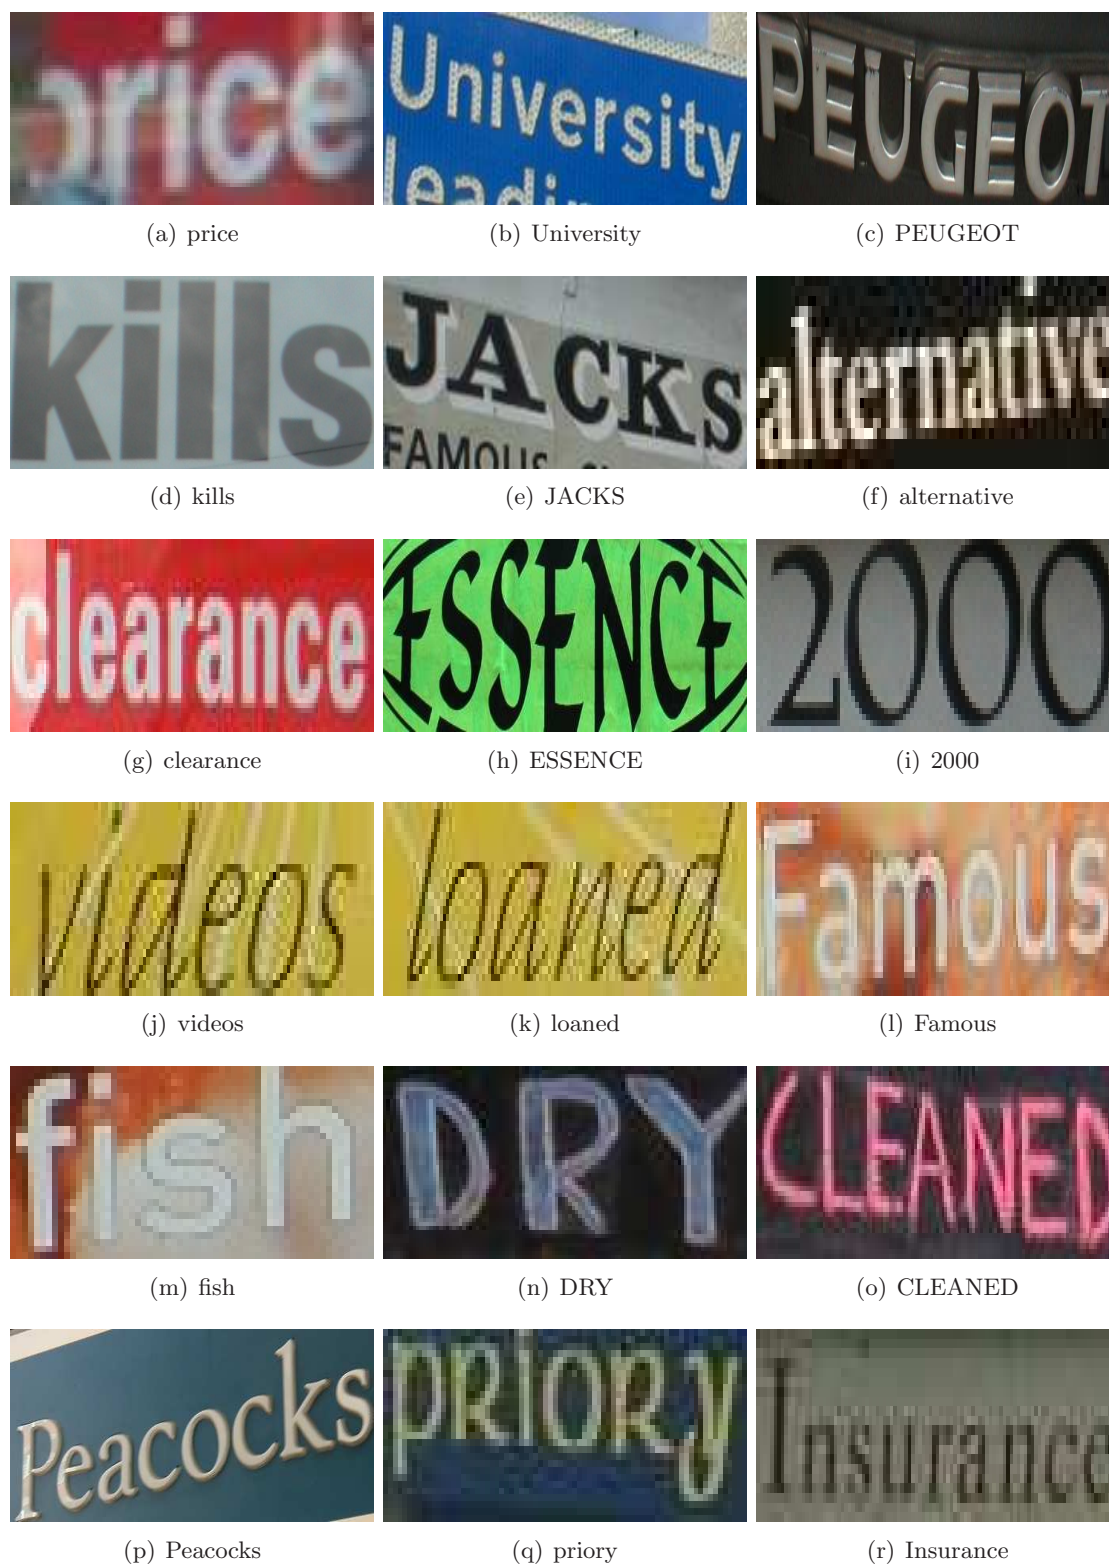 price University PEUGEOT
leadin
(a) price (b) University (c) PEUGEOT
kills JACKS alternative
FAMOUS
(d) kills (e) JACKS (f) alternative
clearance ESSENCE 2000
(g) clearance (h) ESSENCE (i) 2000
videos loaned Famous
(j) videos (k) loaned (l) Famous
fish DRY CLEANED
(m) fish (n) DRY (o) CLEANED
Peacocks priory Insurance
(p) Peacocks (q) priory (r) Insurance